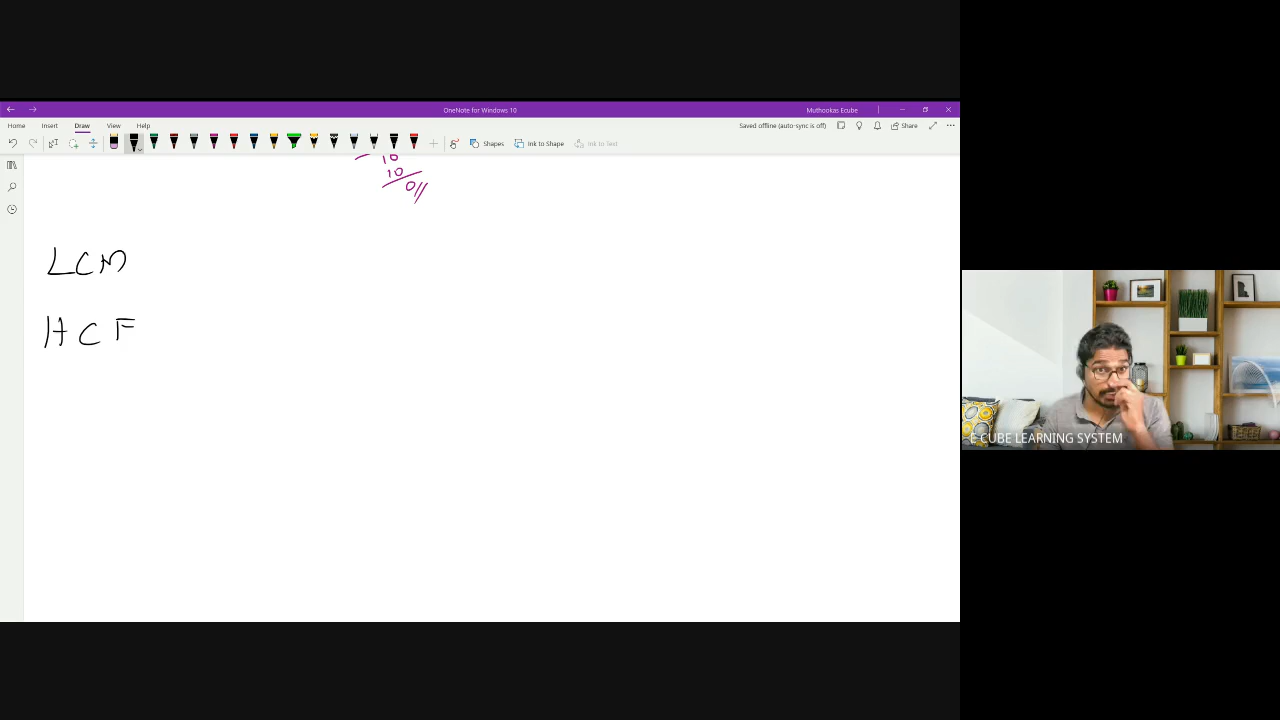 OneNote for Windows 10
Muthookas Ecube
Home Insert Draw View Help
Saved offline (auto-sync is off)
Share
Shapes
Ink to Shape
Ink to Text
10
10
0//
LCM
HCF
E CUBE LEARNING SYSTEM